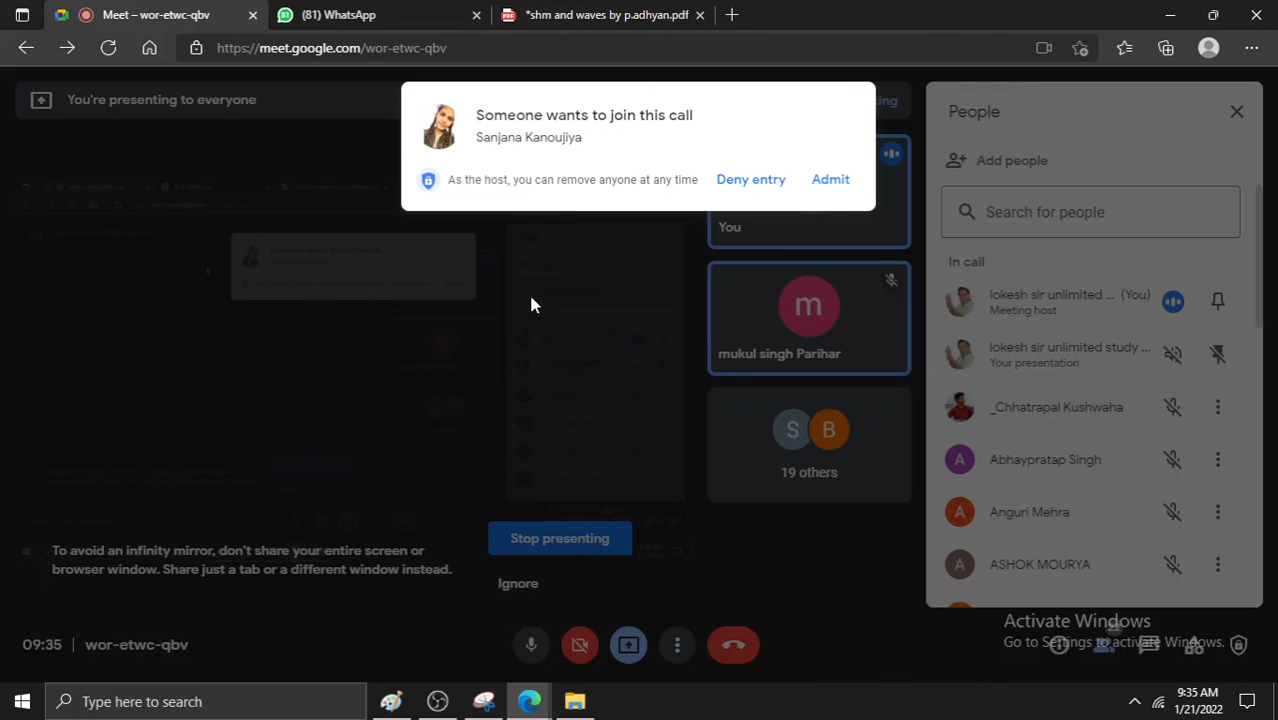 Meet – wor-etwc-qbv
(81) WhatsApp
*shm and waves by p.adhyan.pdf
https://meet.google.com/wor-etwc-qbv
You're presenting to everyone
Someone wants to join this call
Sanjana Kanoujiya
As the host, you can remove anyone at any time
Deny entry
Admit
You
m
mukul singh Parihar
S
B
19 others
Stop presenting
To avoid an infinity mirror, don't share your entire screen or
browser window. Share just a tab or a different window instead.
Ignore
People
Add people
Search for people
In call
lokesh sir unlimited ... (You)
Meeting host
lokesh sir unlimited study ...
Your presentation
_Chhatrapal Kushwaha
A
Abhaypratap Singh
A
Anguri Mehra
A
ASHOK MOURYA
Activate Windows
Go to Settings to activate Windows.
09:35
wor-etwc-qbv
Type here to search
9:35 AM
1/21/2022